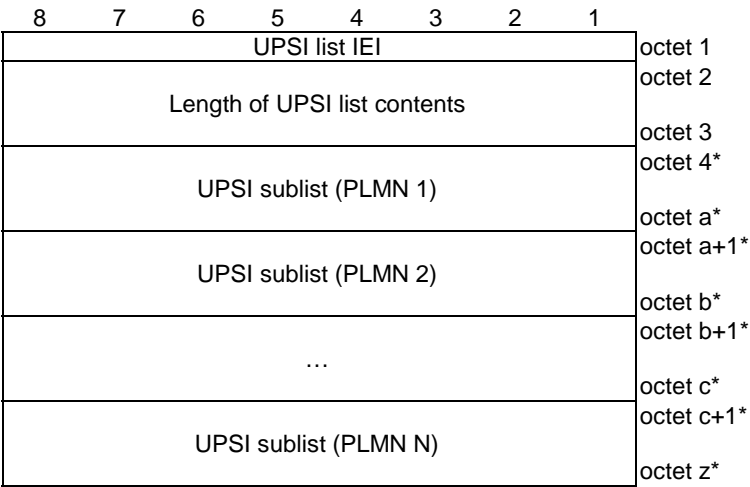 8 7 6 5 4 3 2 1
UPSI list IEI octet 1
octet 2
Length of UPSI list contents
octet 3
octet 4*
UPSI sublist (PLMN 1)
octet a*
octet a+1*
UPSI sublist (PLMN 2)
octet b*
octet b+1*
…
octet c*
octet c+1*
UPSI sublist (PLMN N)
octet z*